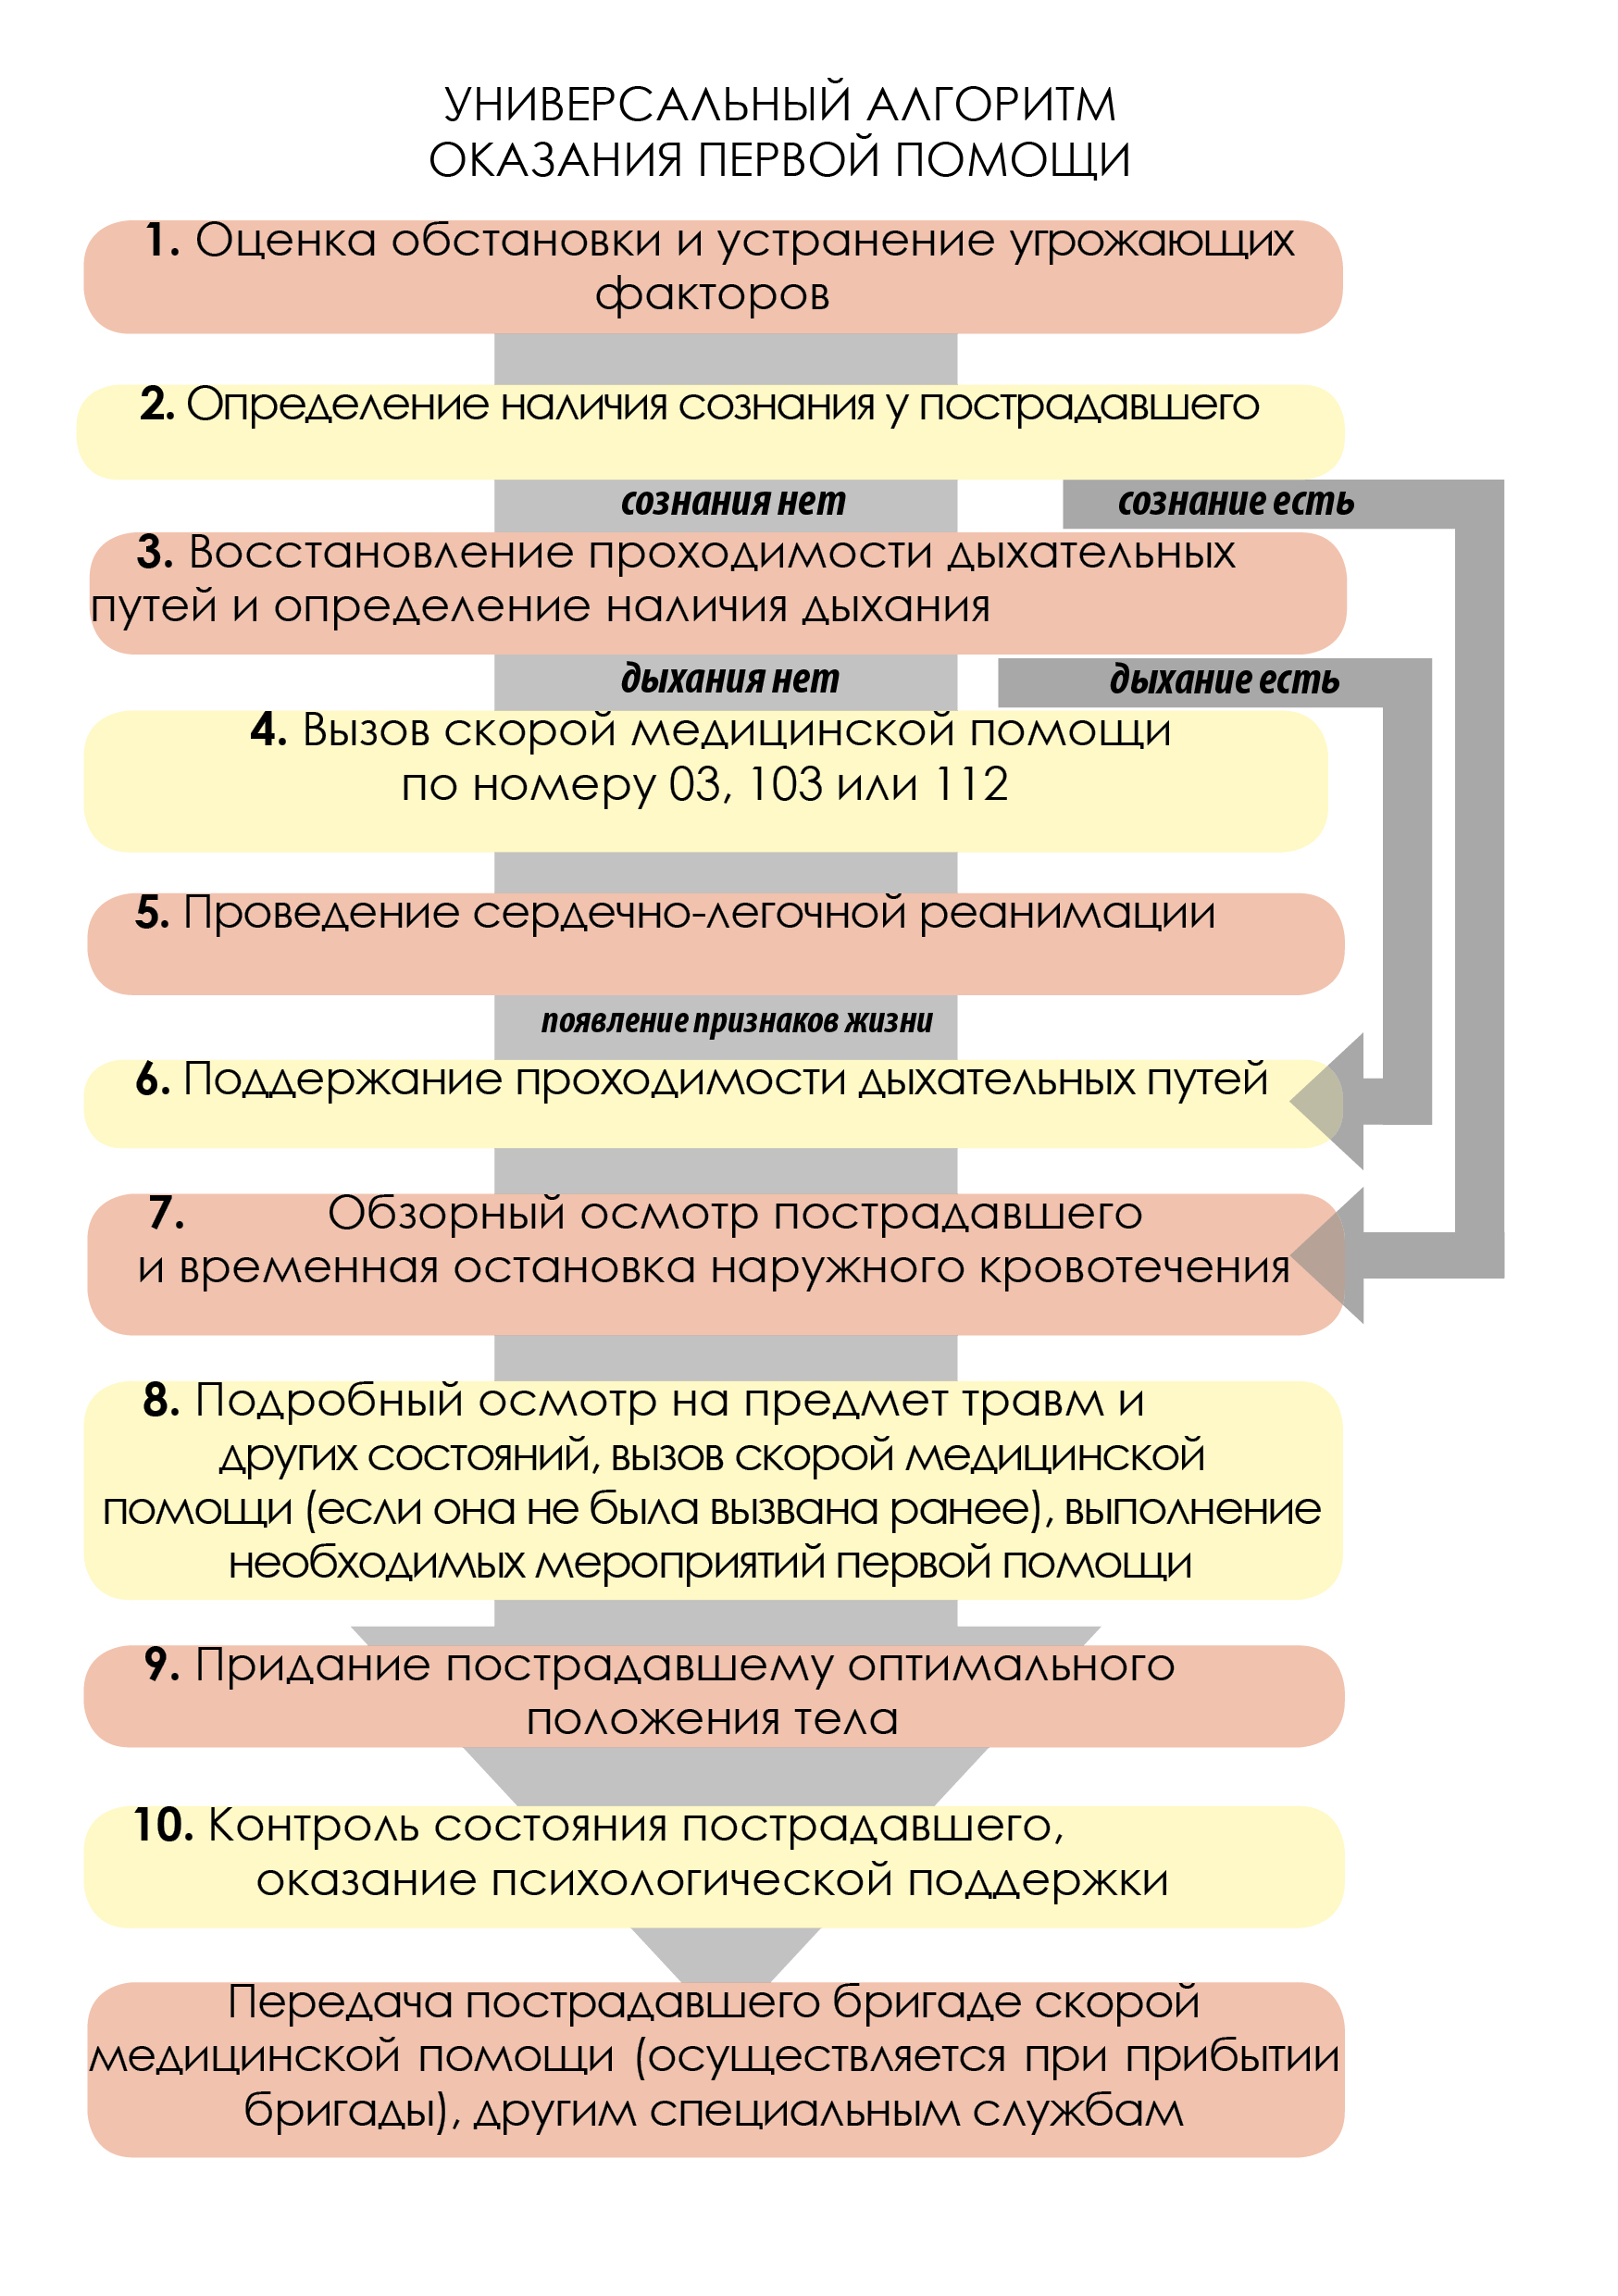 УНИВЕРСАЛЬНЫЙ АЛГОРИТМ
ОКАЗАНИЯ ПЕРВОЙ ПОМОЩИ
1. Оценка обстановки и устранение угрожающих
факторов
2. Определение наличия сознания у пострадавшего
сознания нет
сознание есть
3. Восстановление проходимости дыхательных
путей и определение наличия дыхания
дыхания нет
дыхание есть
4. Вызов скорой медицинской помощи
по номеру 03, 103 или 112
5. Проведение сердечно-легочной реанимации
появление признаков жизни
6. Поддержание проходимости дыхательных путей
7. Обзорный осмотр пострадавшего
и временная остановка наружного кровотечения
8. Подробный осмотр на предмет травм и
других состояний, вызов скорой медицинской
помощи (если она не была вызвана ранее), выполнение
необходимых мероприятий первой помощи
9. Придание пострадавшему оптимального
положения тела
10. Контроль состояния пострадавшего,
оказание психологической поддержки
Передача пострадавшего бригаде скорой
медицинской помощи (осуществляется при прибытии
бригады), другим специальным службам